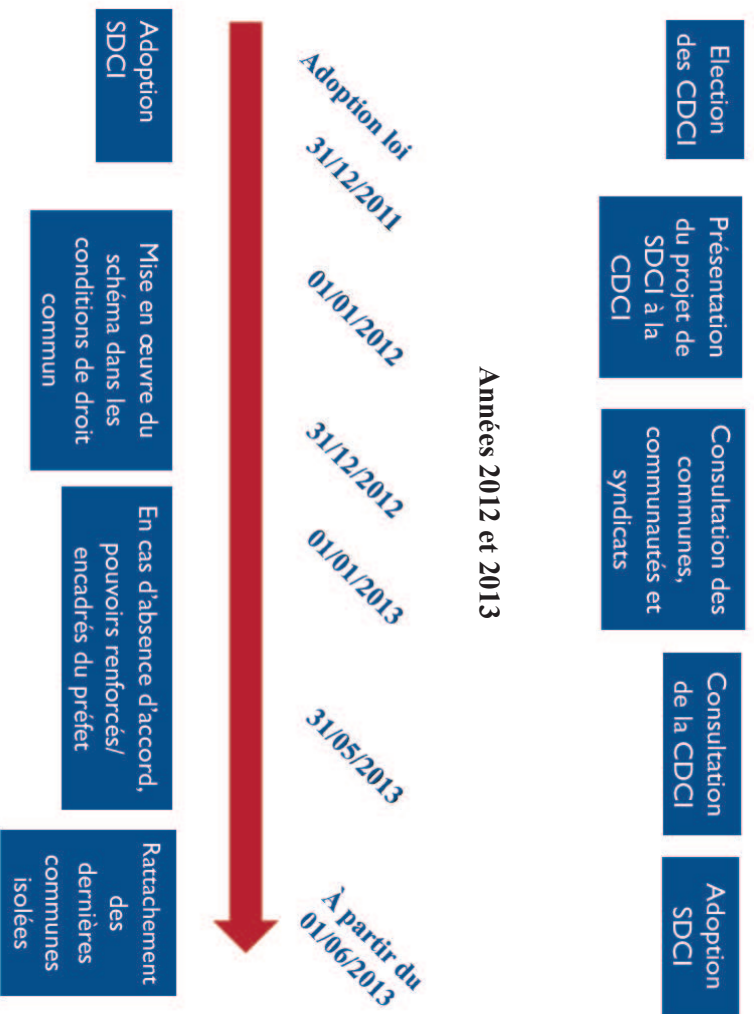 Election
des CDCI
Présentation
du projet de
SDCI à la
CDCI
Consultation des
communes,
communautés et
syndicats
Consultation
de la CDCI
Adoption
SDCI
Années 2012 et 2013
Adoption loi
31/12/2011
01/01/2012
31/12/2012
01/01/2013
31/05/2013
À partir du
01/06/2013
Adoption
SDCI
Mise en œuvre du
schéma dans les
conditions de droit
commun
En cas d'absence d'accord,
pouvoirs renforcés/
encadrés du préfet
Rattachement
des
dernières
communes
isolées